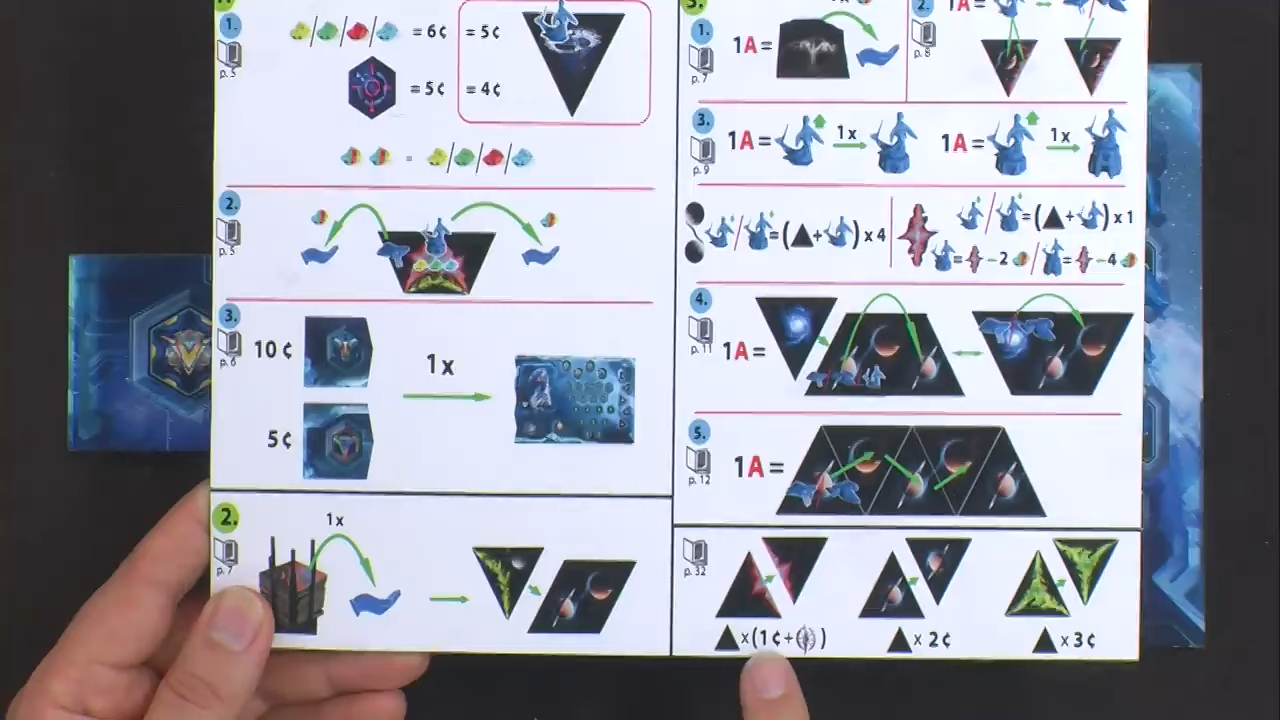 1.
p.5
= 6¢
= 5¢
= 5¢
= 4¢
=
2.
p.5
3.
p.6
10 ¢
5¢
1x
2.
p.7
1x
3.
1.
p.7
1A=
2.
p.8
1A=
3.
p.9
1A=
1x
1A=
1x
/ = ( + ) x 4
/ = ( + ) x 1
= - 2 / = - 4
4.
p.11
1A=
5.
p.12
1A=
p.32
x (1¢+ )
x 2¢
x 3¢